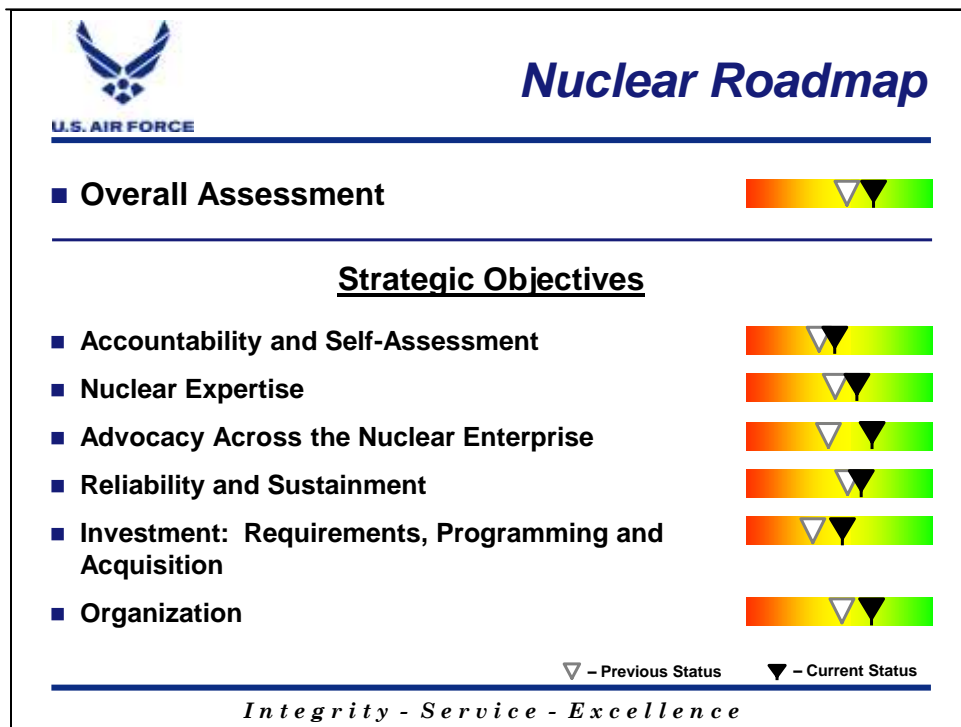 Nuclear Roadmap
U.S. AIR FORCE
■ Overall Assessment
Strategic Objectives
■ Accountability and Self-Assessment
■ Nuclear Expertise
■ Advocacy Across the Nuclear Enterprise
■ Reliability and Sustainment
■ Investment: Requirements, Programming and
Acquisition
■ Organization
– Previous Status – Current Status
Integrity - Service - Excellence